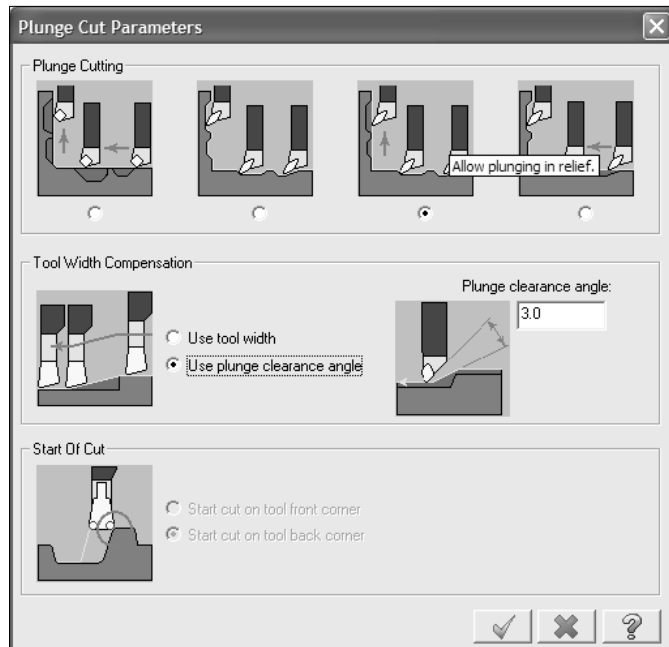 Plunge Cut Parameters
Plunge Cutting
Allow plunging in relief.
Tool Width Compensation
Plunge clearance angle:
3.0
Use tool width
Use plunge clearance angle
Start Of Cut
Start cut on tool front corner
Start cut on tool back corner